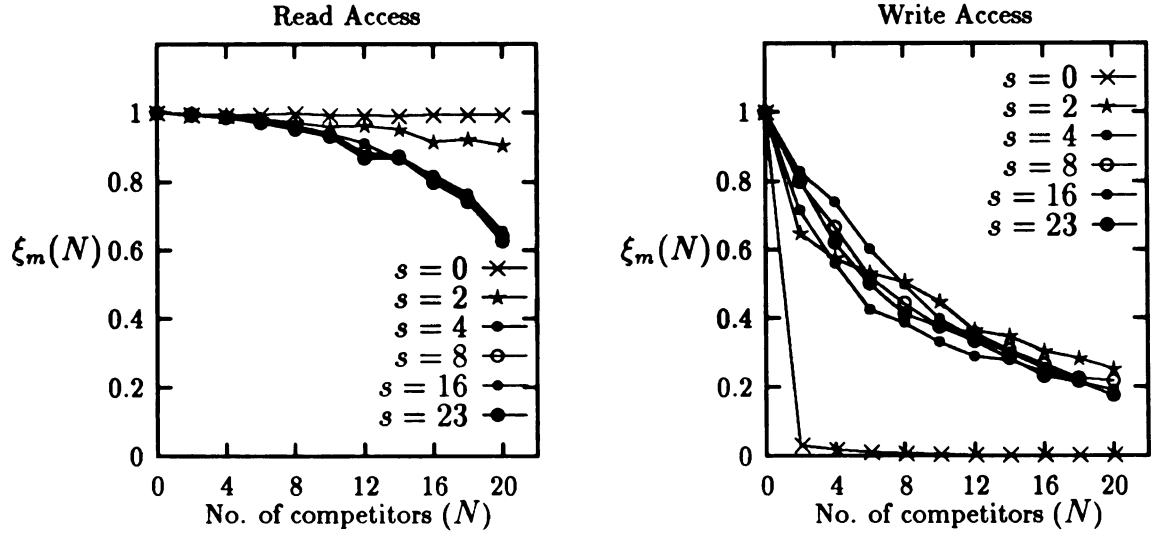 Read Access
1
0.8
ξm(N) 0.6
0.4
0.2
0
s = 0
s = 2
s = 4
s = 8
s = 16
s = 23
0 4 8 12 16 20
No. of competitors (N)
Write Access
1
0.8
ξm(N) 0.6
0.4
0.2
0
s = 0
s = 2
s = 4
s = 8
s = 16
s = 23
0 4 8 12 16 20
No. of competitors (N)